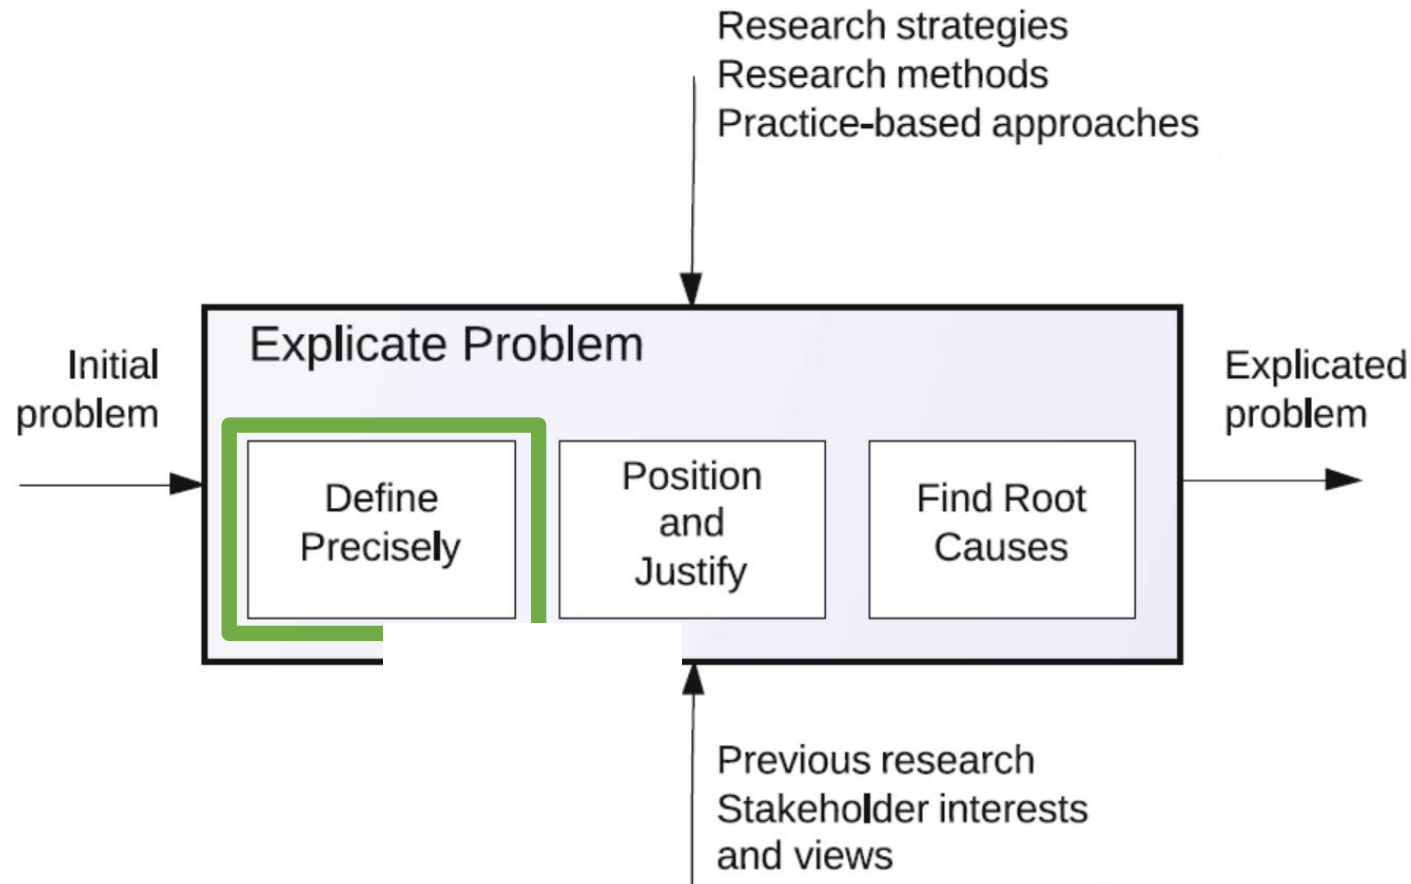 Research strategies
Research methods
Practice-based approaches
Explicate Problem
Initial
problem
Define
Precisely
Position
and
Justify
Find Root
Causes
Explicated
problem
Previous research
Stakeholder interests
and views